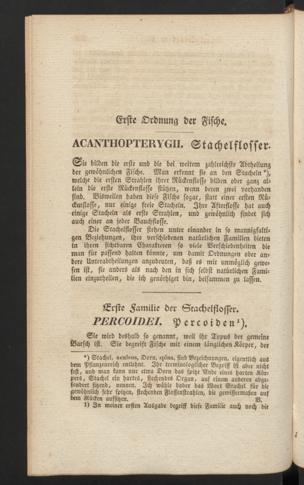 Erste Ordnung der Fische.
ACANTHOPTERYGII. Stachelflosser.
Sie bilden die erste und die bei weitem zahlreichste Abtheilung
der gewöhnlichen Fische. Man erkennt sie an den Stacheln *),
welche die ersten Strahlen ihrer Rückenflosse bilden oder ganz al-
lein die erste Rückenflosse stützen, wenn deren zwei vorhanden
sind. Bisweilen haben diese Fische sogar, statt einer ersten Rü-
ckenflosse, nur einige freie Stacheln. Ihre Afterflosse hat auch
einige Stacheln als erste Strahlen, und gewöhnlich findet sich
auch einer an jeder Bauchflosse.
Die Stachelflosser stehen unter einander in so mannigfalti-
gen Beziehungen, ihre verschiedenen natürlichen Familien bieten
in ihren sichtbaren Charakteren so viele Verschiedenheiten die
man für passend halten könnte, um damit Ordnungen oder an-
dere Unterabtheilungen anzudeuten, daß es mir unmöglich gewe-
sen ist, sie anders als nach den in sich selbst natürlichen Fami-
lien einzutheilen, die ich genöthiget bin, beisammen zu lassen.
Erste Familie der Stachelflosser.
PERCOIDEI. Percoiden¹).
Sie wird deshalb so genannt, weil ihr Typus der gemeine
Barsch ist. Sie begreift Fische mit einem länglichen Körper, der
*) Stachel, Dorn, spina, sind Bezeichnungen, eigentlich aus
dem Pflanzenreich entlehnt. Ihr terminologischer Begriff ist aber nicht
fest, und man kann nur etwa Dorn das spitze Ende eines harten Kör-
pers, Stachel ein hartes, stechendes Organ, auf einem anderen abge-
sondert sitzend, nennen. Ich wähle daher das Wort Stachel für die
gewöhnlich sehr spitzen, stechenden Flossenstrahlen, die gewissermaßen auf
dem Rücken aufsitzen. B.
1) In meiner ersten Ausgabe begriff diese Familie auch noch die